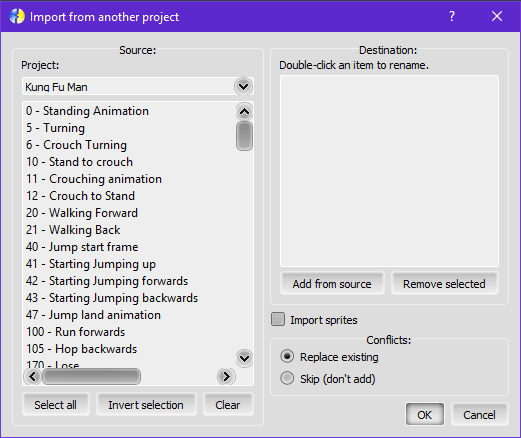 Import from another project
?
Source:
Project:
Kung Fu Man
0 - Standing Animation
5 - Turning
6 - Crouch Turning
10 - Stand to crouch
11 - Crouching animation
12 - Crouch to Stand
20 - Walking Forward
21 - Walking Back
40 - Jump start frame
41 - Starting Jumping up
42 - Starting Jumping forwards
43 - Starting Jumping backwards
47 - Jump land animation
100 - Run forwards
105 - Hop backwards
170 - Lose
Select all
Invert selection
Clear
Destination:
Double-click an item to rename.
Add from source
Remove selected
Import sprites
Conflicts:
Replace existing
Skip (don't add)
OK
Cancel